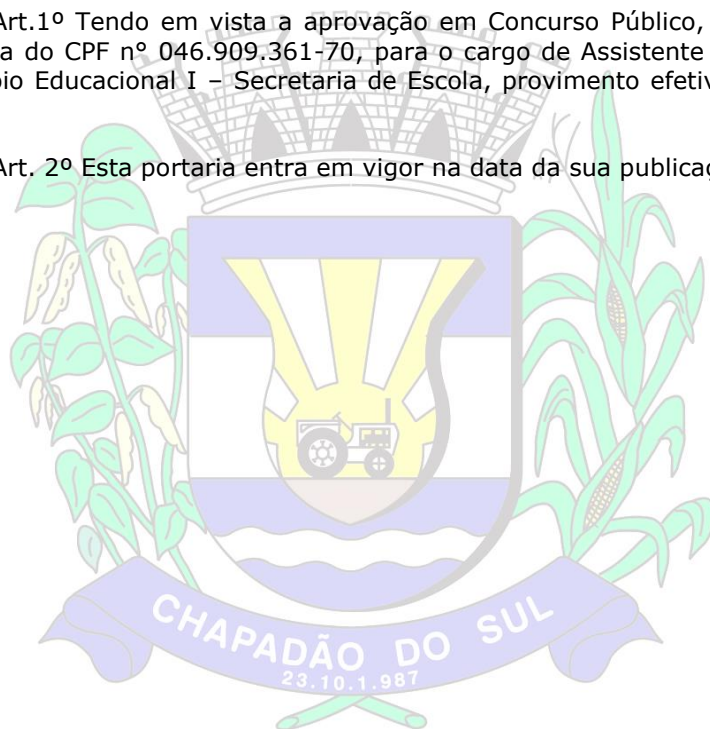 Art.1º Tendo em vista a aprovação em Concurso Público,
a do CPF n° 046.909.361-70, para o cargo de Assistente
oio Educacional I – Secretaria de Escola, provimento efetiv
Art. 2º Esta portaria entra em vigor na data da sua publicaç
CHAPADÃO DO SUL
23.10.1.987